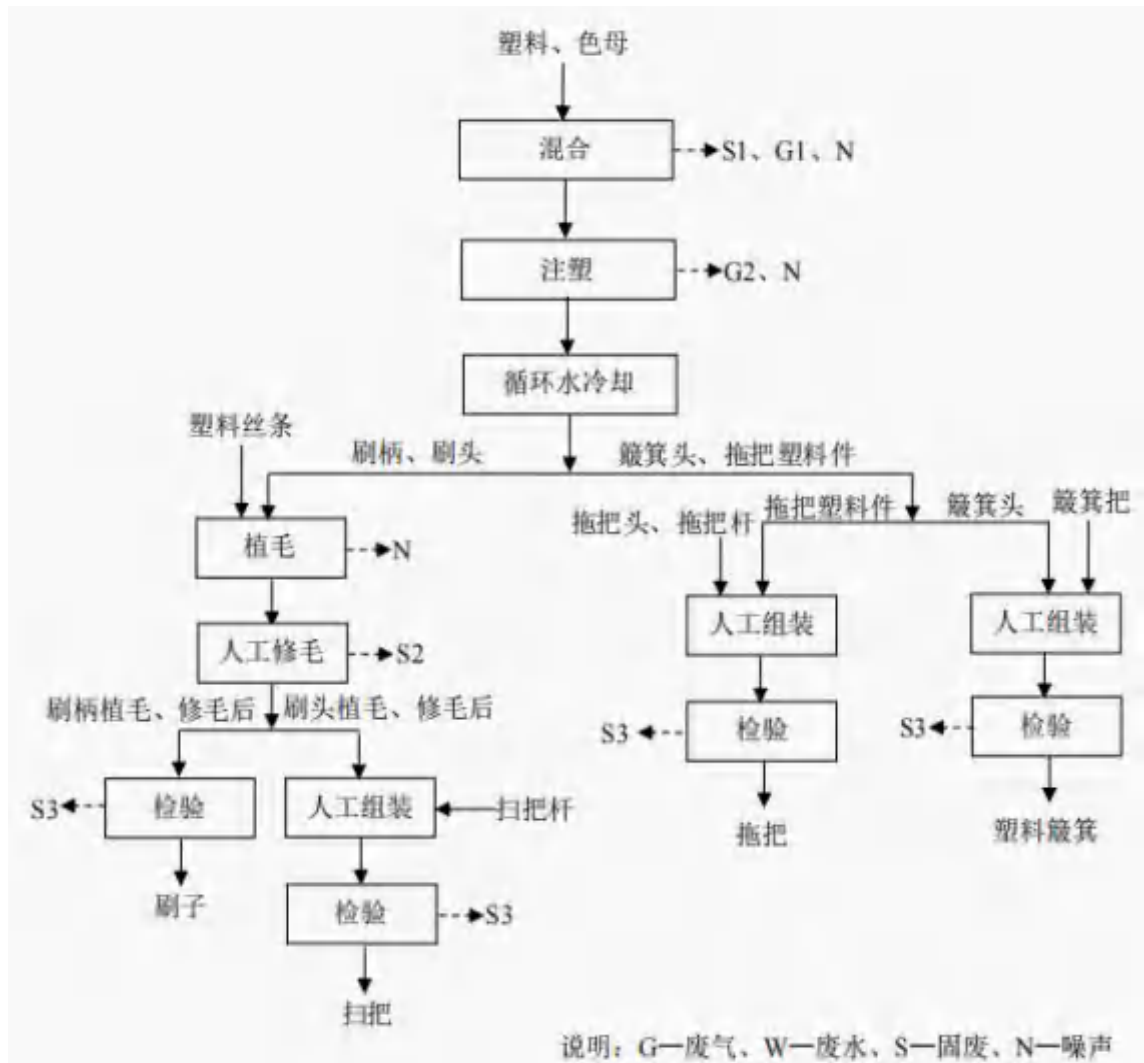 塑料、色母
混合
S1、G1、N
注塑
G2、N
循环水冷却
塑料丝条
刷柄、刷头
簸箕头、拖把塑料件
拖把头、拖把杆
拖把塑料件
簸箕头
簸箕把
植毛
N
人工组装
人工组装
人工修毛
S2
刷柄植毛、修毛后
刷头植毛、修毛后
S3
检验
S3
检验
S3
检验
人工组装
扫把杆
拖把
塑料簸箕
刷子
检验
S3
扫把
说明：G—废气、W—废水、S—固废、N—噪声